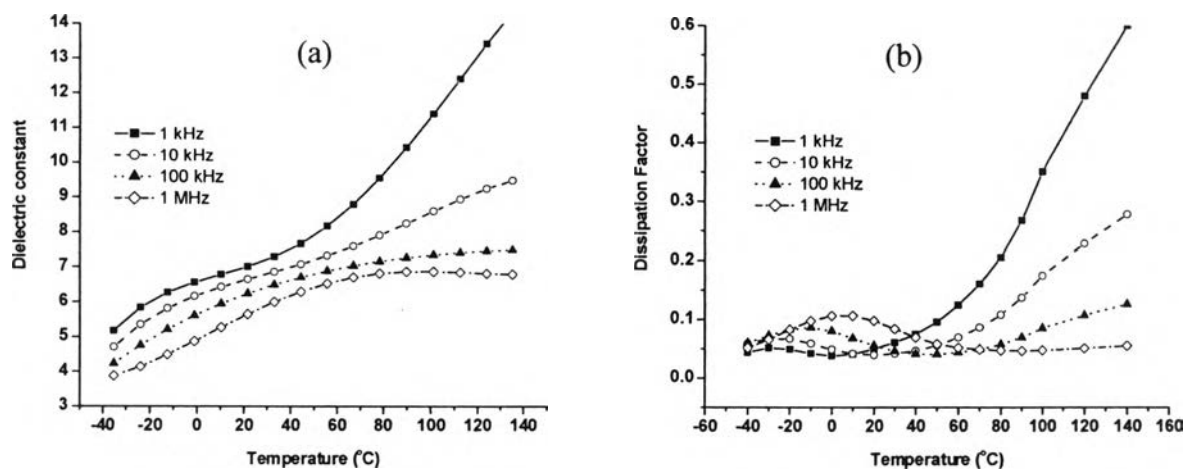 (a)
Dielectric constant
14
13
12
11
10
9
8
7
6
5
4
3
1 kHz
10 kHz
100 kHz
1 MHz
-40 -20 0 20 40 60 80 100 120 140
Temperature (°C)
(b)
Dissipation Factor
0.6
0.5
0.4
0.3
0.2
0.1
0.0
1 kHz
10 kHz
100 kHz
1 MHz
-60 -40 -20 0 20 40 60 80 100 120 140 160
Temperature (°C)